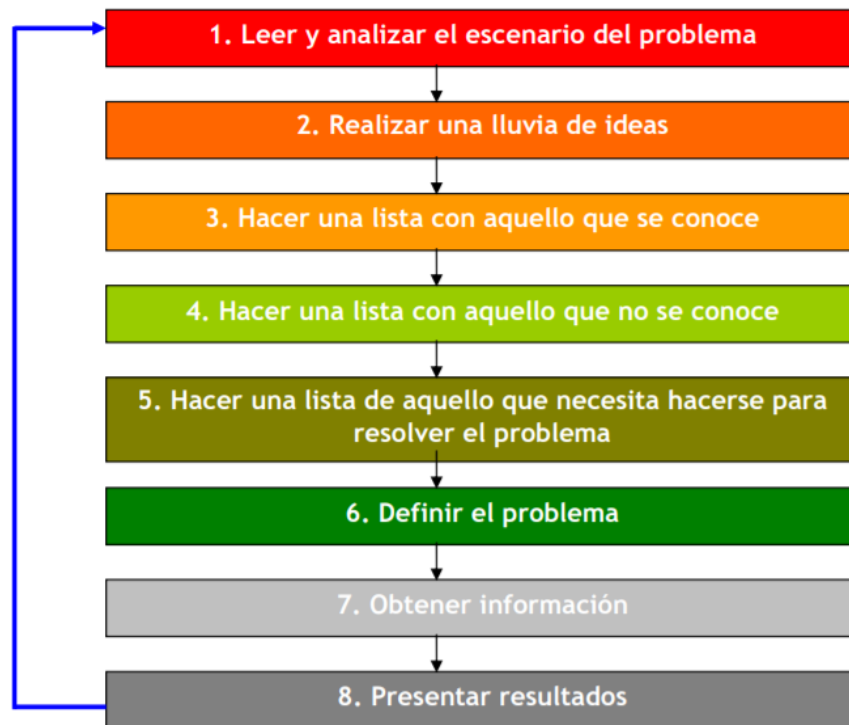 1. Leer y analizar el escenario del problema
2. Realizar una lluvia de ideas
3. Hacer una lista con aquello que se conoce
4. Hacer una lista con aquello que no se conoce
5. Hacer una lista de aquello que necesita hacerse para
resolver el problema
6. Definir el problema
7. Obtener información
8. Presentar resultados